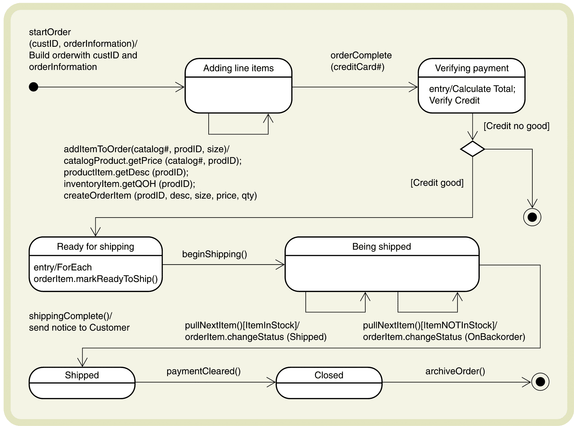 startOrder
(custID, orderInformation)/
Build orderwith custID and
orderInformation
Adding line items
orderComplete
(creditCard#)
Verifying payment
entry/Calculate Total;
Verify Credit
[Credit no good]
addItemToOrder(catalog#, prodID, size)/
catalogProduct.getPrice (catalog#, prodID);
productItem.getDesc (prodID);
inventoryItem.getQOH (prodID);
createOrderItem (prodID, desc, size, price, qty)
[Credit good]
Ready for shipping
entry/ForEach
orderItem.markReadyToShip()
beginShipping()
Being shipped
shippingComplete()/
send notice to Customer
pullNextItem()[ItemInStock]/
orderItem.changeStatus (Shipped)
pullNextItem()[ItemNOTInStock]/
orderItem.changeStatus (OnBackorder)
Shipped
paymentCleared()
Closed
archiveOrder()